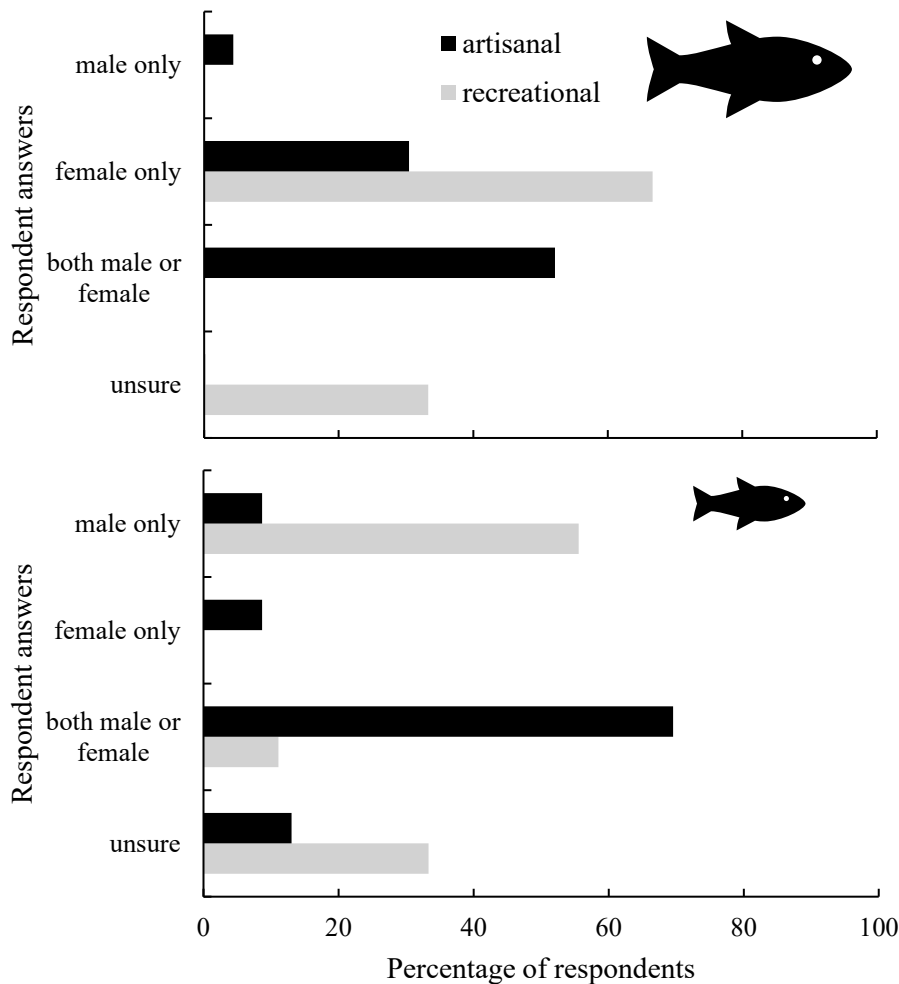 artisanal
recreational
Respondent answers
male only
female only
both male or
female
unsure
Respondent answers
male only
female only
both male or
female
unsure
0 20 40 60 80 100
Percentage of respondents